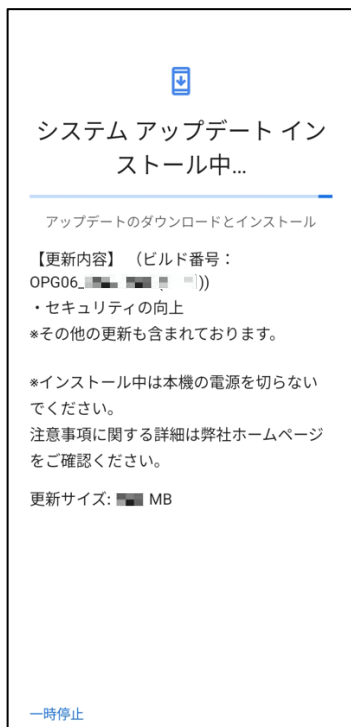 システム アップデート イン
ストール中...
アップデートのダウンロードとインストール
【更新内容】 （ビルド番号：
OPG06_ ))
・セキュリティの向上
※その他の更新も含まれております。
※インストール中は本機の電源を切らない
でください。
注意事項に関する詳細は弊社ホームページ
をご確認ください。
更新サイズ: MB
一時停止